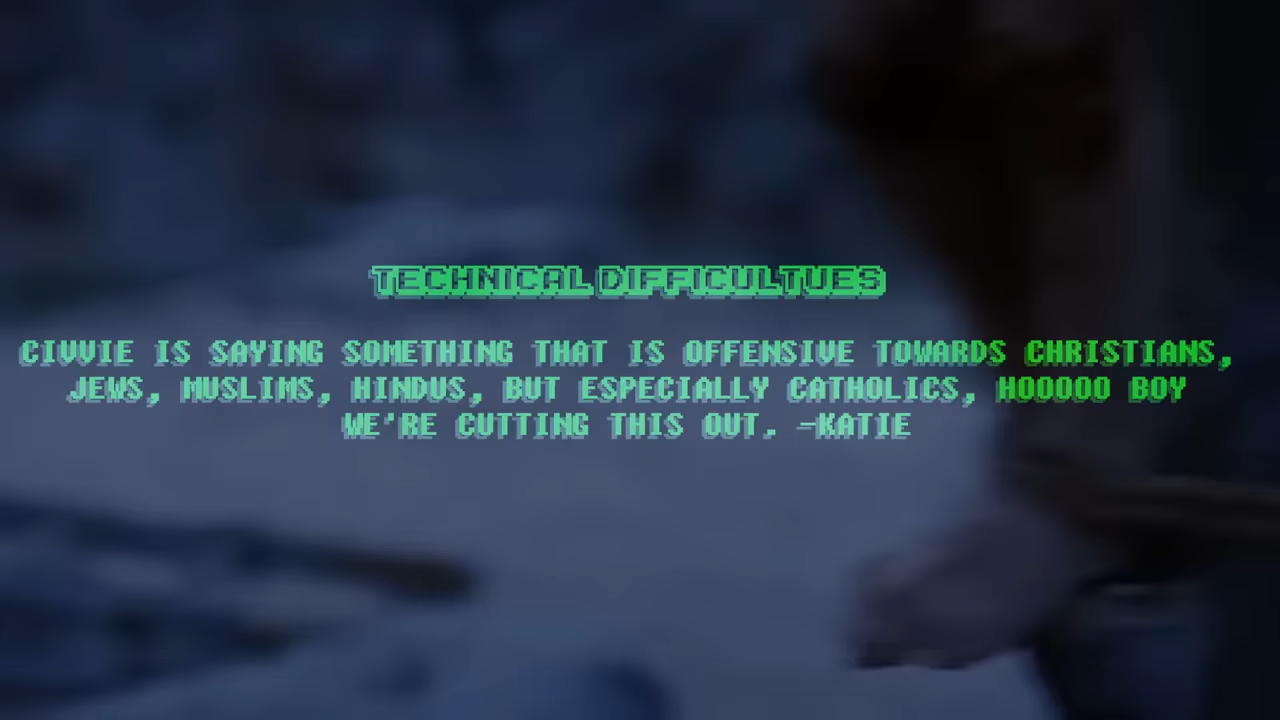 TECHNICAL DIFFICULTUES
CIVVIE IS SAYING SOMETHING THAT IS OFFENSIVE TOWARDS CHRISTIANS,
JEWS, MUSLIMS, HINDUS, BUT ESPECIALLY CATHOLICS, HOOOOO BOY
WE'RE CUTTING THIS OUT. -KATIE